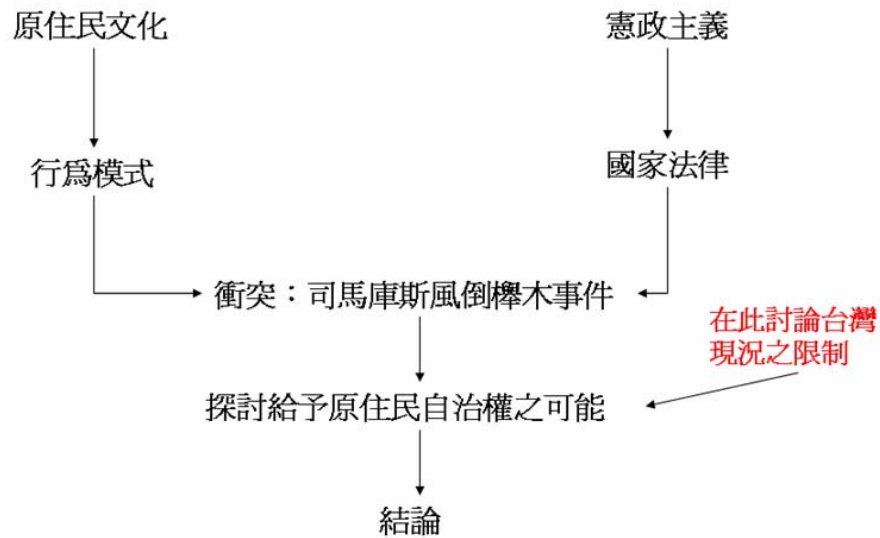 原住民文化
憲政主義
行為模式
國家法律
衝突：司馬庫斯風倒櫸木事件
在此討論台灣
現況之限制
探討給予原住民自治權之可能
結論